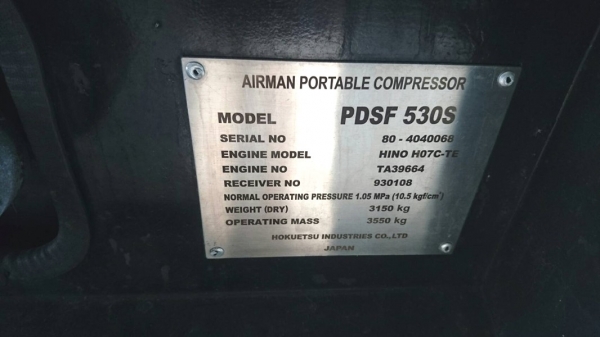 AIRMAN PORTABLE COMPRESSOR
MODEL PDSF 530S
SERIAL NO 80 - 4040068
ENGINE MODEL HINO H07C-TE
ENGINE NO TA39664
RECEIVER NO 930108
NORMAL OPERATING PRESSURE 1.05 MPa (10.5 kgf/cm²)
WEIGHT (DRY) 3150 kg
OPERATING MASS 3550 kg
HOKUETSU INDUSTRIES CO., LTD
JAPAN